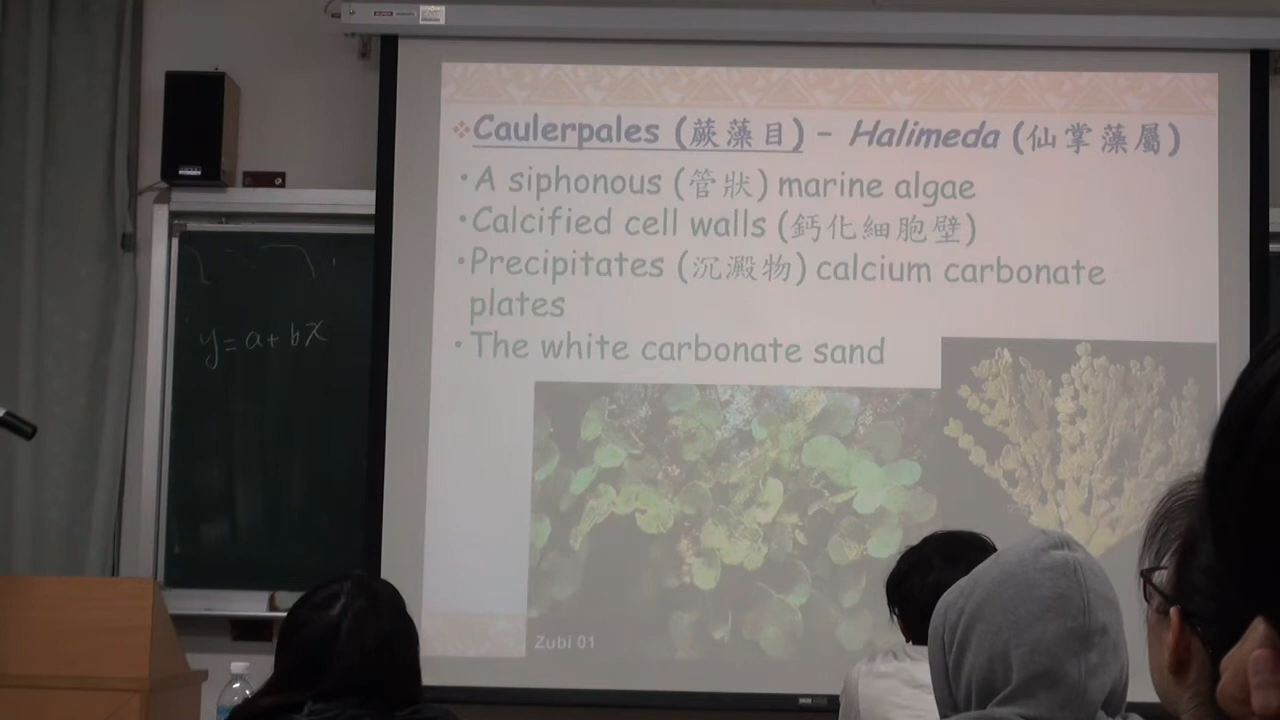 ❖Caulerpales (蕨藻目) – Halimeda (仙掌藻屬)
•A siphonous (管狀) marine algae
•Calcified cell walls (鈣化細胞壁)
•Precipitates (沉澱物) calcium carbonate
plates
•The white carbonate sand
y=a+bx
Zubi 01